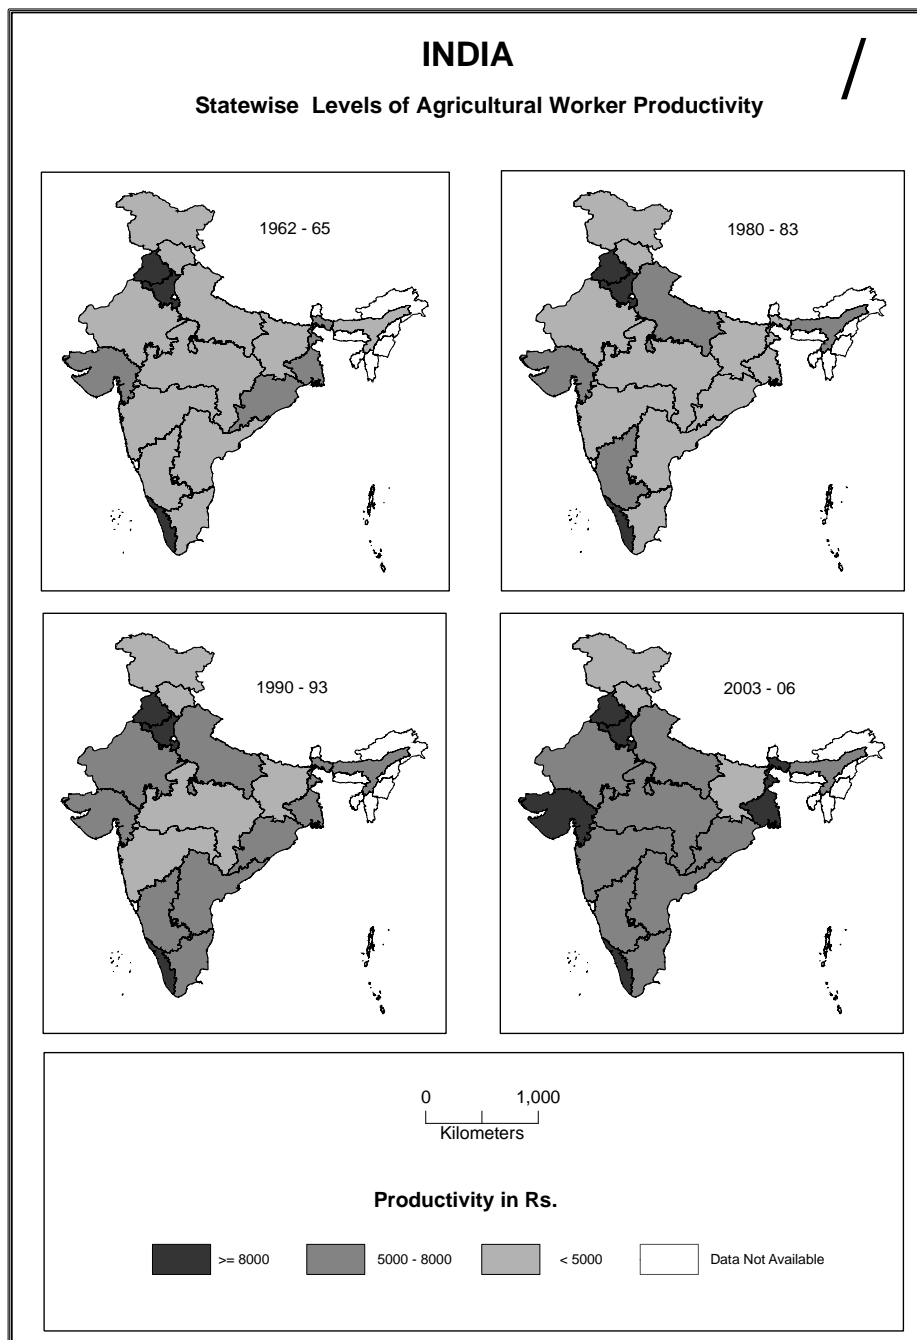 INDIA
Statewise Levels of Agricultural Worker Productivity
1962 - 65
1980 - 83
1990 - 93
2003 - 06
0 1,000
Kilometers
Productivity in Rs.
>= 8000 5000 - 8000 < 5000 Data Not Available